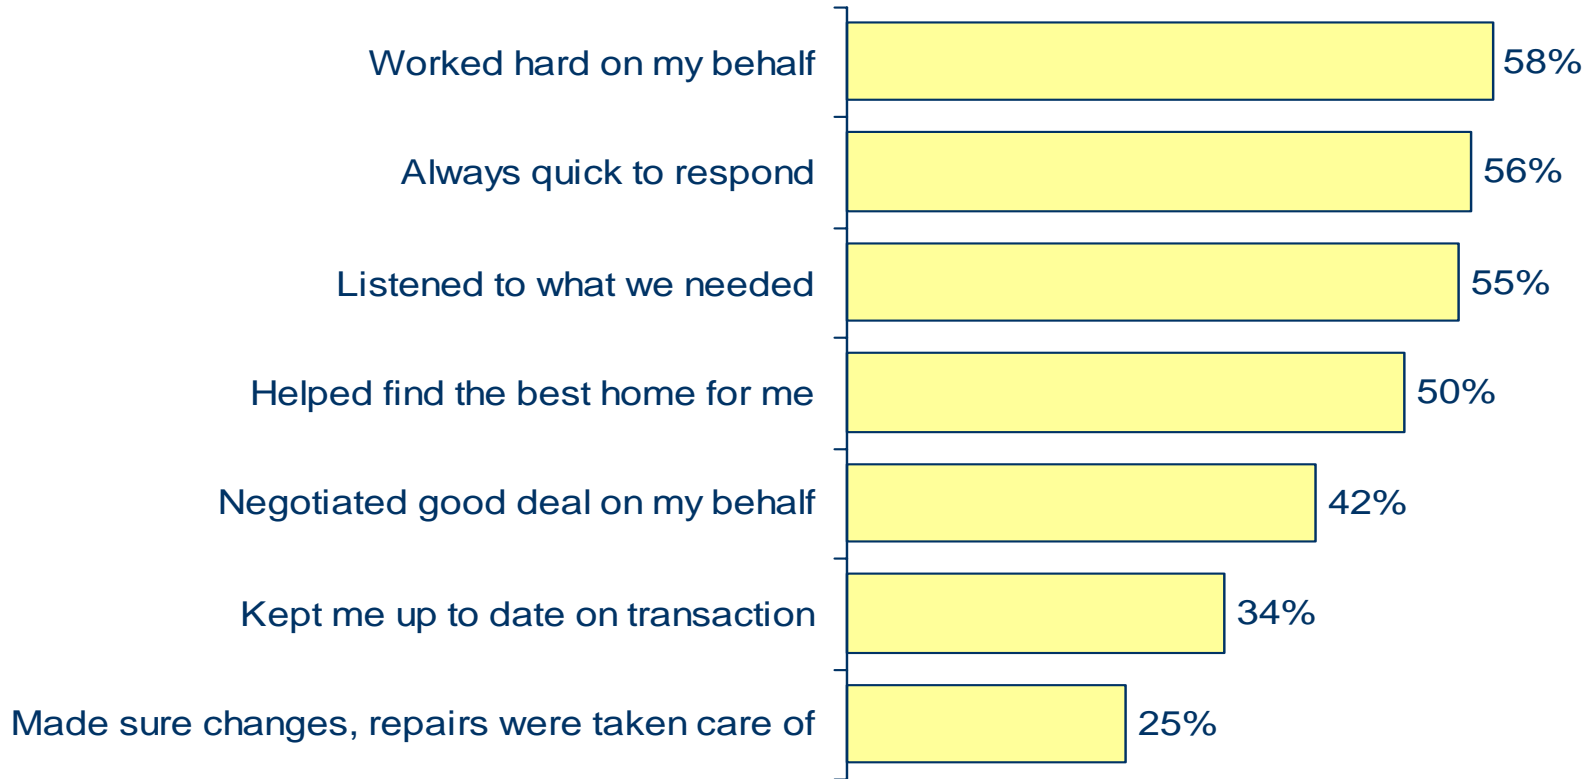 Worked hard on my behalf 58%
Always quick to respond 56%
Listened to what we needed 55%
Helped find the best home for me 50%
Negotiated good deal on my behalf 42%
Kept me up to date on transaction 34%
Made sure changes, repairs were taken care of 25%